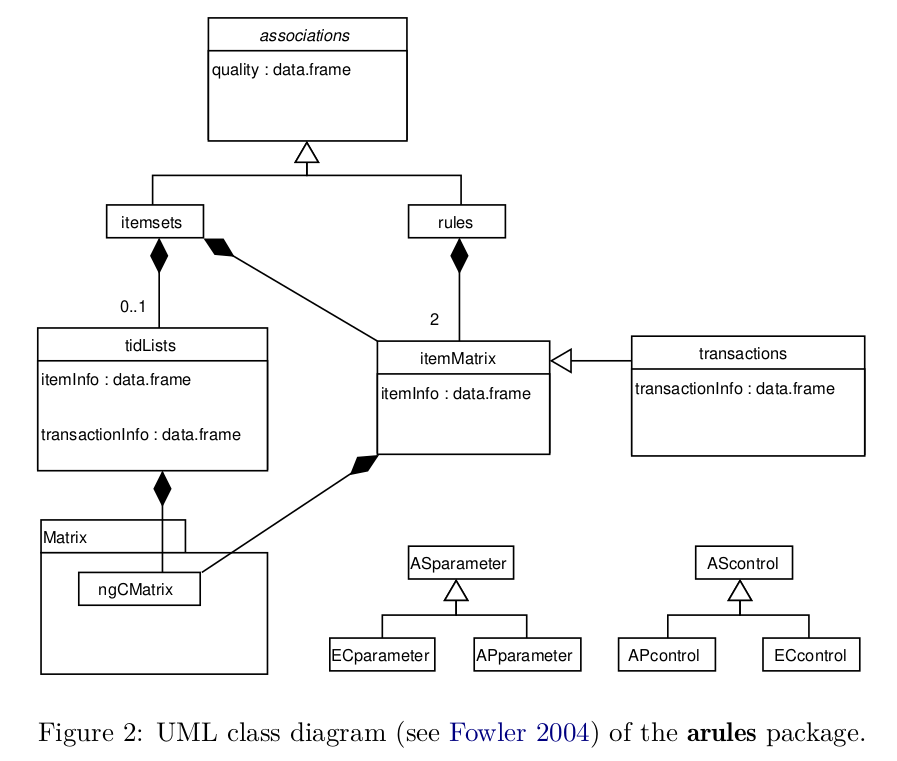 associations
quality : data.frame
itemsets
rules
0..1
2
tidLists
itemInfo : data.frame
transactionInfo : data.frame
itemMatrix
itemInfo : data.frame
transactions
transactionInfo : data.frame
Matrix
ngCMatrix
ASparameter
ECparameter
APparameter
AScontrol
APcontrol
ECcontrol
Figure 2: UML class diagram (see Fowler 2004) of the arules package.